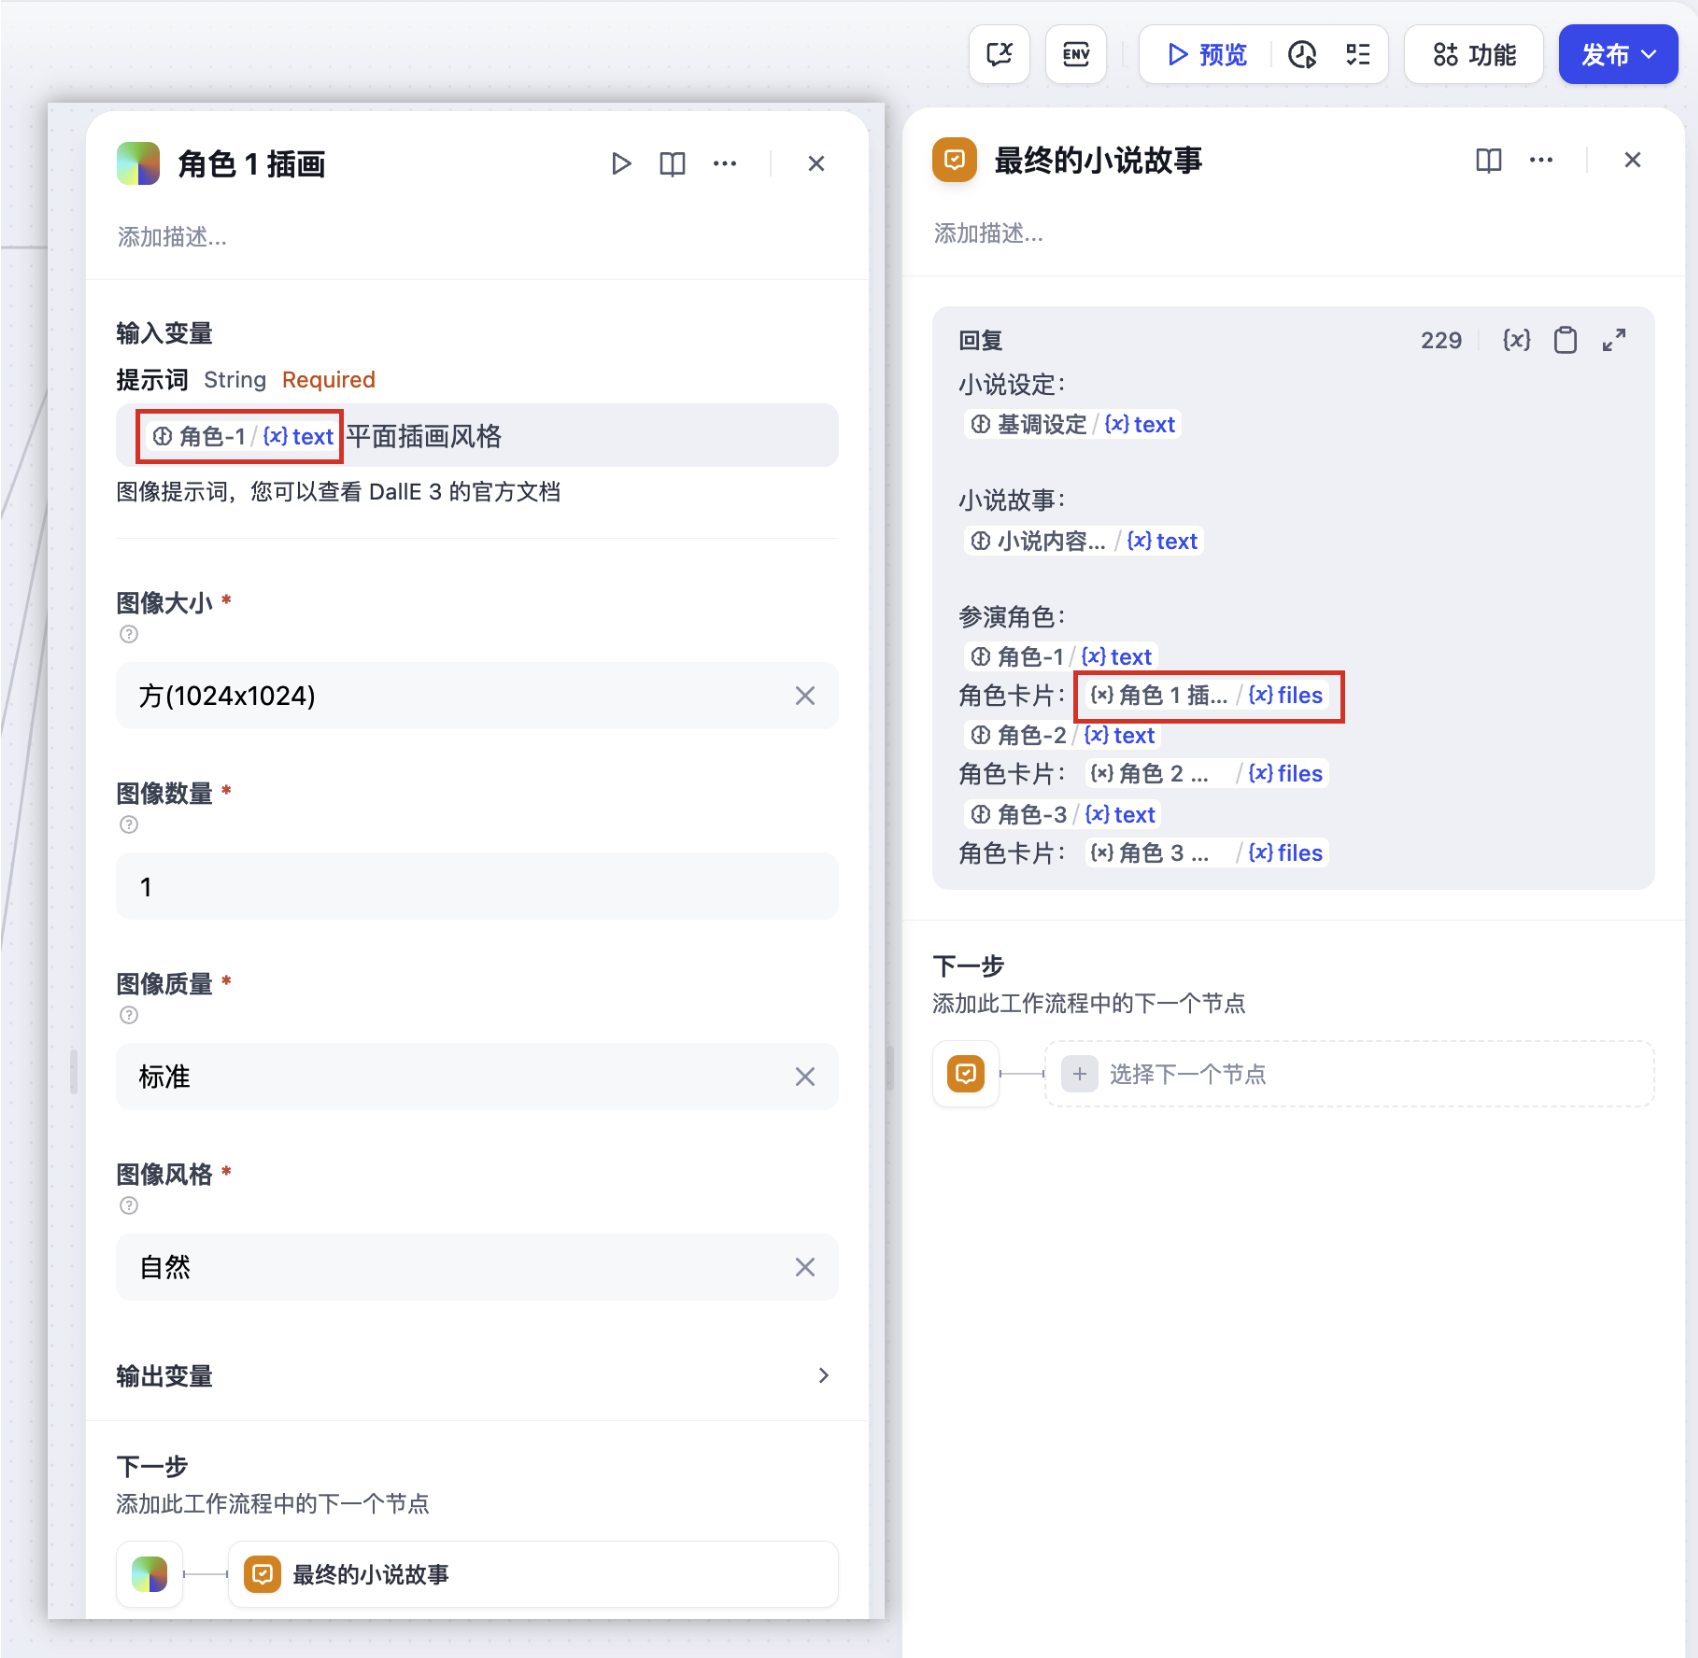 ENV
预览
功能
发布
角色 1 插画
添加描述...
输入变量
提示词 String Required
角色-1 / {x} text 平面插画风格
图像提示词，您可以查看 DallE 3 的官方文档
图像大小 *
方(1024x1024)
图像数量 *
1
图像质量 *
标准
图像风格 *
自然
输出变量
下一步
添加此工作流程中的下一个节点
最终的小说故事
最终的小说故事
添加描述...
回复 229 {x}
小说设定：
基调设定 / {x} text
小说故事：
小说内容... / {x} text
参演角色：
角色-1 / {x} text
角色卡片： {×} 角色 1 插... / {x} files
角色-2 / {x} text
角色卡片： {×} 角色 2 ... / {x} files
角色-3 / {x} text
角色卡片： {×} 角色 3 ... / {x} files
下一步
添加此工作流程中的下一个节点
选择下一个节点